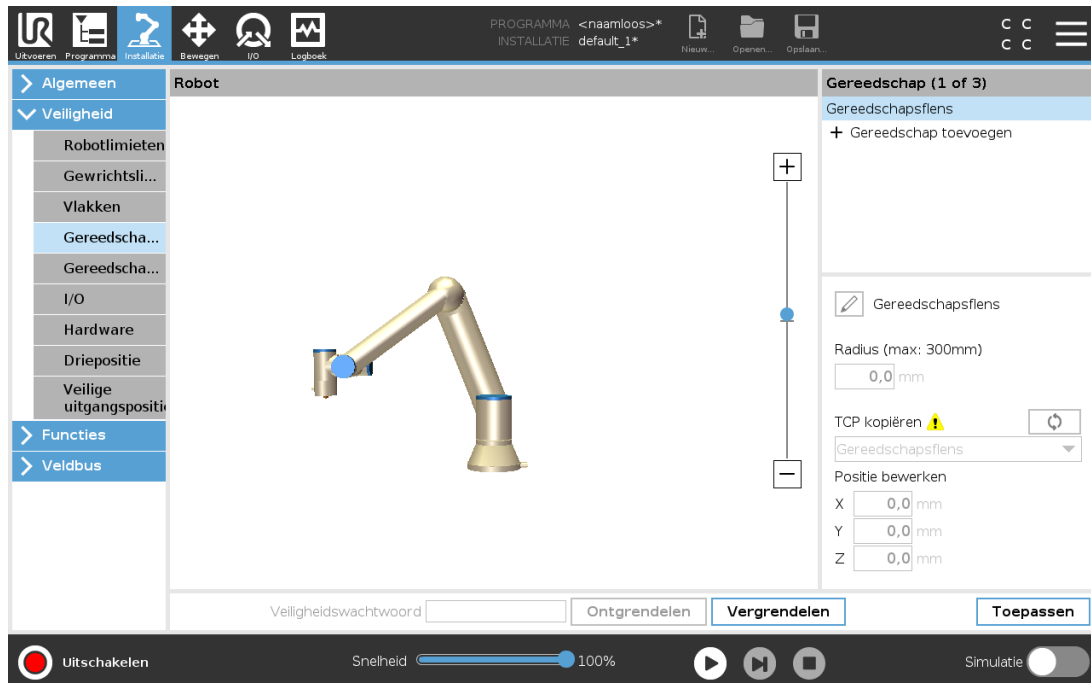 PROGRAMMA <naamloos>*
INSTALLATIE default_1*
Uitvoeren Programma Installatie Bewegen I/O Logboek
Nieuw... Openen... Opslaan...
C C
C C
Algemeen
Veiligheid
Robotlimieten
Gewrichtsli...
Vlakken
Gereedscha...
Gereedscha...
I/O
Hardware
Driepositie
Veilige
uitgangspositi
Functies
Veldbus
Robot
Gereedschap (1 of 3)
Gereedschapsflens
+ Gereedschap toevoegen
Gereedschapsflens
Radius (max: 300mm)
0,0 mm
TCP kopiëren
Gereedschapsflens
Positie bewerken
X 0,0 mm
Y 0,0 mm
Z 0,0 mm
Veiligheidswachtwoord Ontgrendelen Vergrendelen Toepassen
Uitschakelen Snelheid 100% Simulatie